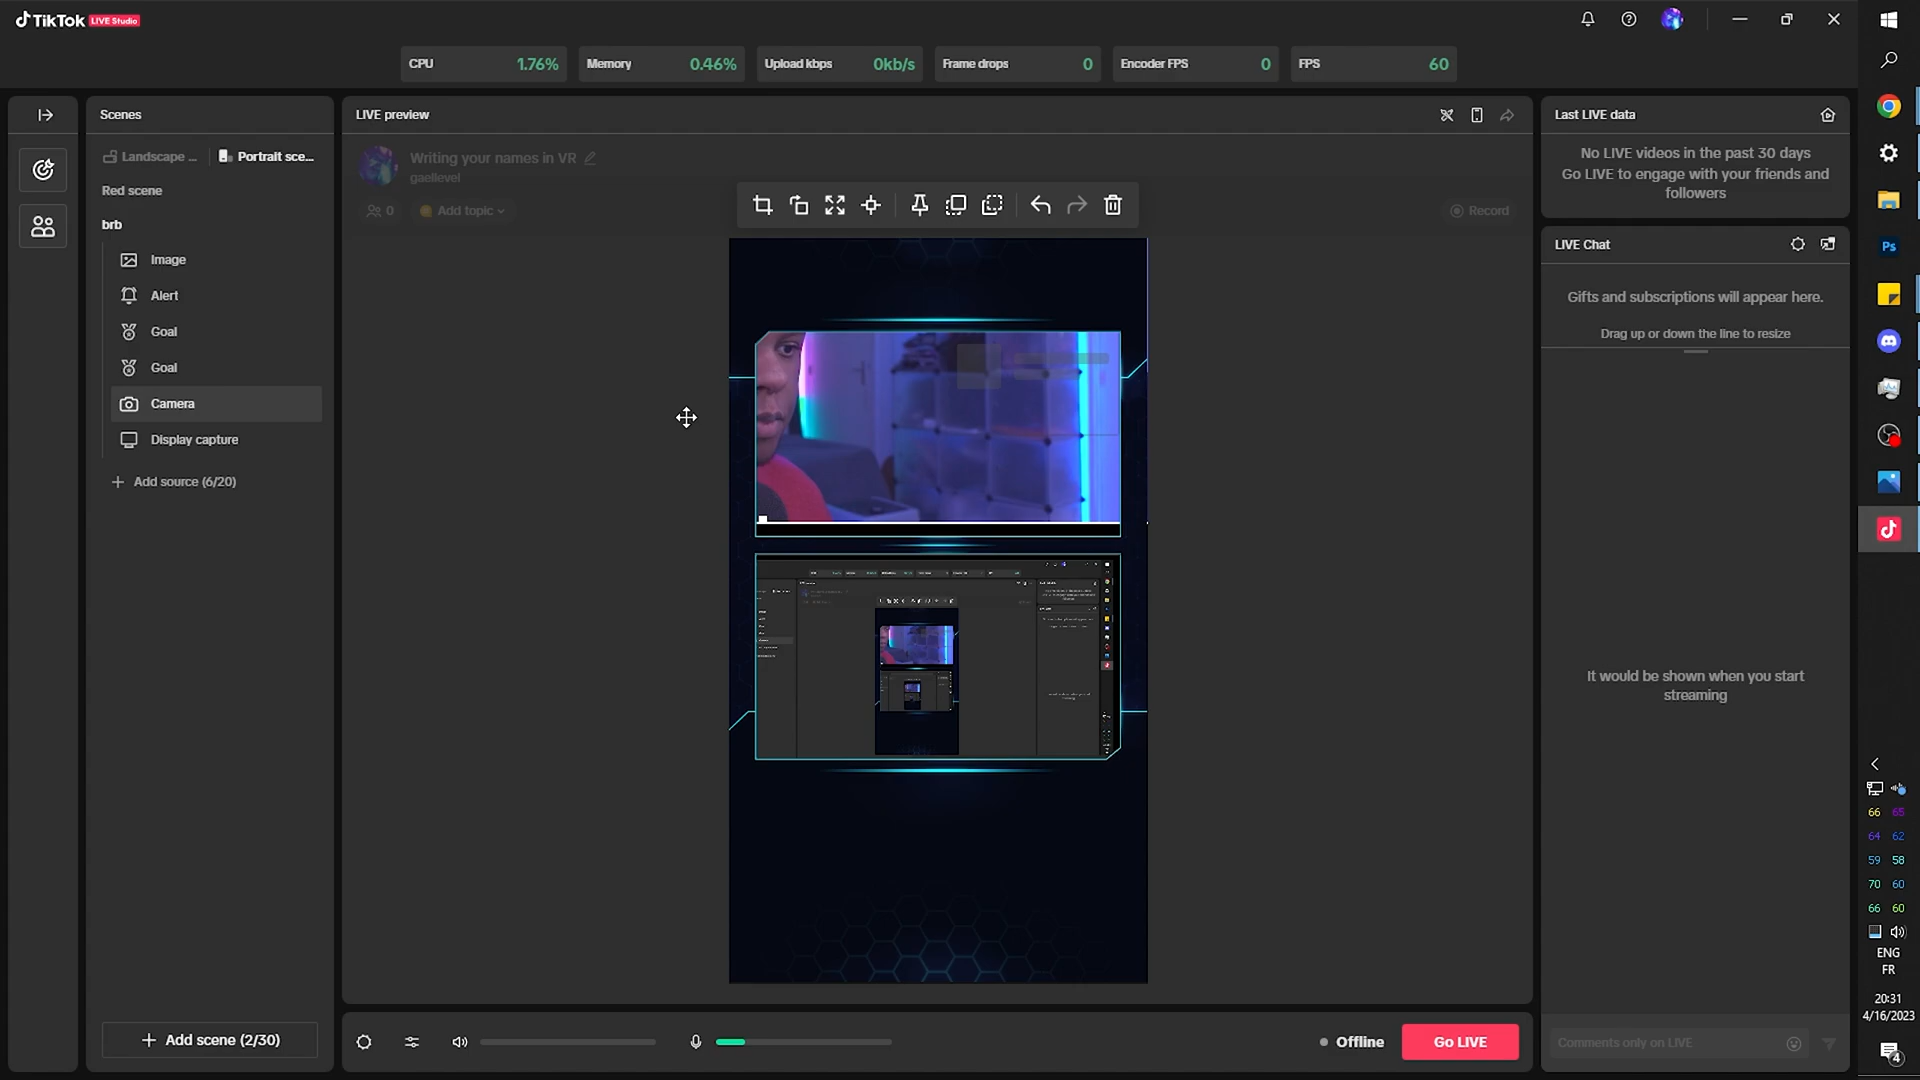 TikTok LIVE Studio
CPU 1.76%
Memory 0.46%
Upload kbps 0kb/s
Frame drops 0
Encoder FPS 0
FPS 60
Scenes
Landscape ...
Portrait sce...
Red scene
brb
Image
Alert
Goal
Goal
Camera
Display capture
+ Add source (6/20)
+ Add scene (2/30)
LIVE preview
Writing your names in VR
gaellevel
0
Add topic
Record
Offline
Go LIVE
Last LIVE data
No LIVE videos in the past 30 days
Go LIVE to engage with your friends and
followers
LIVE Chat
Gifts and subscriptions will appear here.
Drag up or down the line to resize
It would be shown when you start
streaming
Comments only on LIVE
Ps
66 65
64 62
59 58
70 60
66 60
ENG
FR
20:31
4/16/2023
4